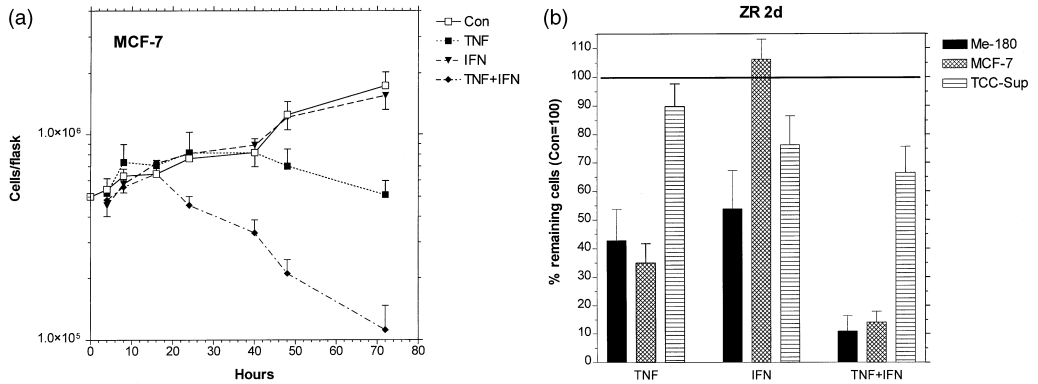 (a)
MCF-7
Con
TNF
IFN
TNF+IFN
Cells/flask
1.0×10⁶
1.0×10⁵
0 10 20 30 40 50 60 70 80
Hours
(b)
ZR 2d
Me-180
MCF-7
TCC-Sup
% remaining cells (Con=100)
110
100
90
80
70
60
50
40
30
20
10
0
TNF IFN TNF+IFN